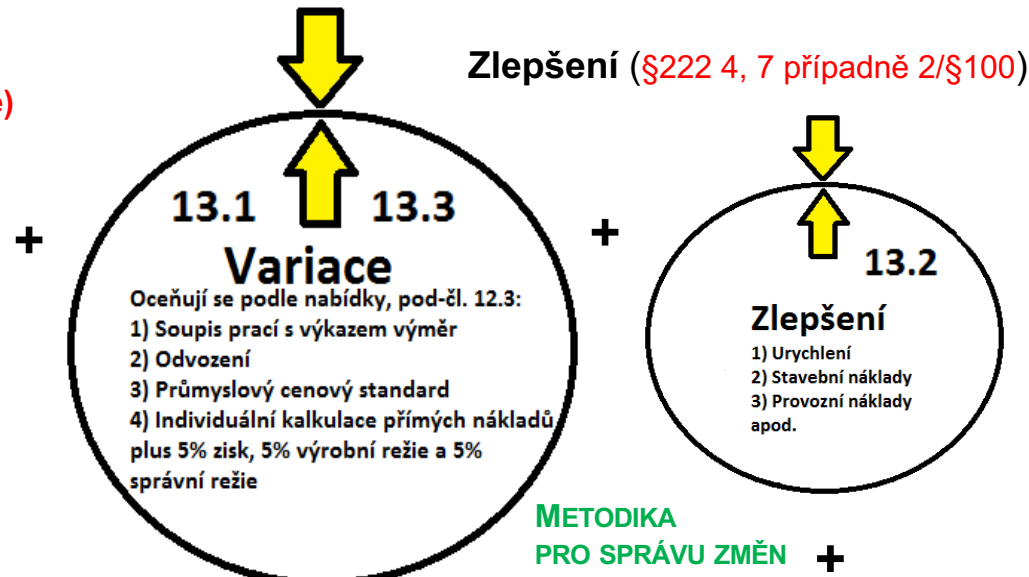 Zlepšení (§222 4, 7 případně 2/§100)
)
+
13.1 13.3
Variace
Oceňují se podle nabídky, pod-čl. 12.3:
1) Soupis prací s výkazem výměr
2) Odvození
3) Průmyslový cenový standard
4) Individuální kalkulace přímých nákladů
plus 5% zisk, 5% výrobní režie a 5%
správní režie
+
13.2
Zlepšení
1) Urychlení
2) Stavební náklady
3) Provozní náklady
apod.
METODIKA
PRO SPRÁVU ZMĚN
+